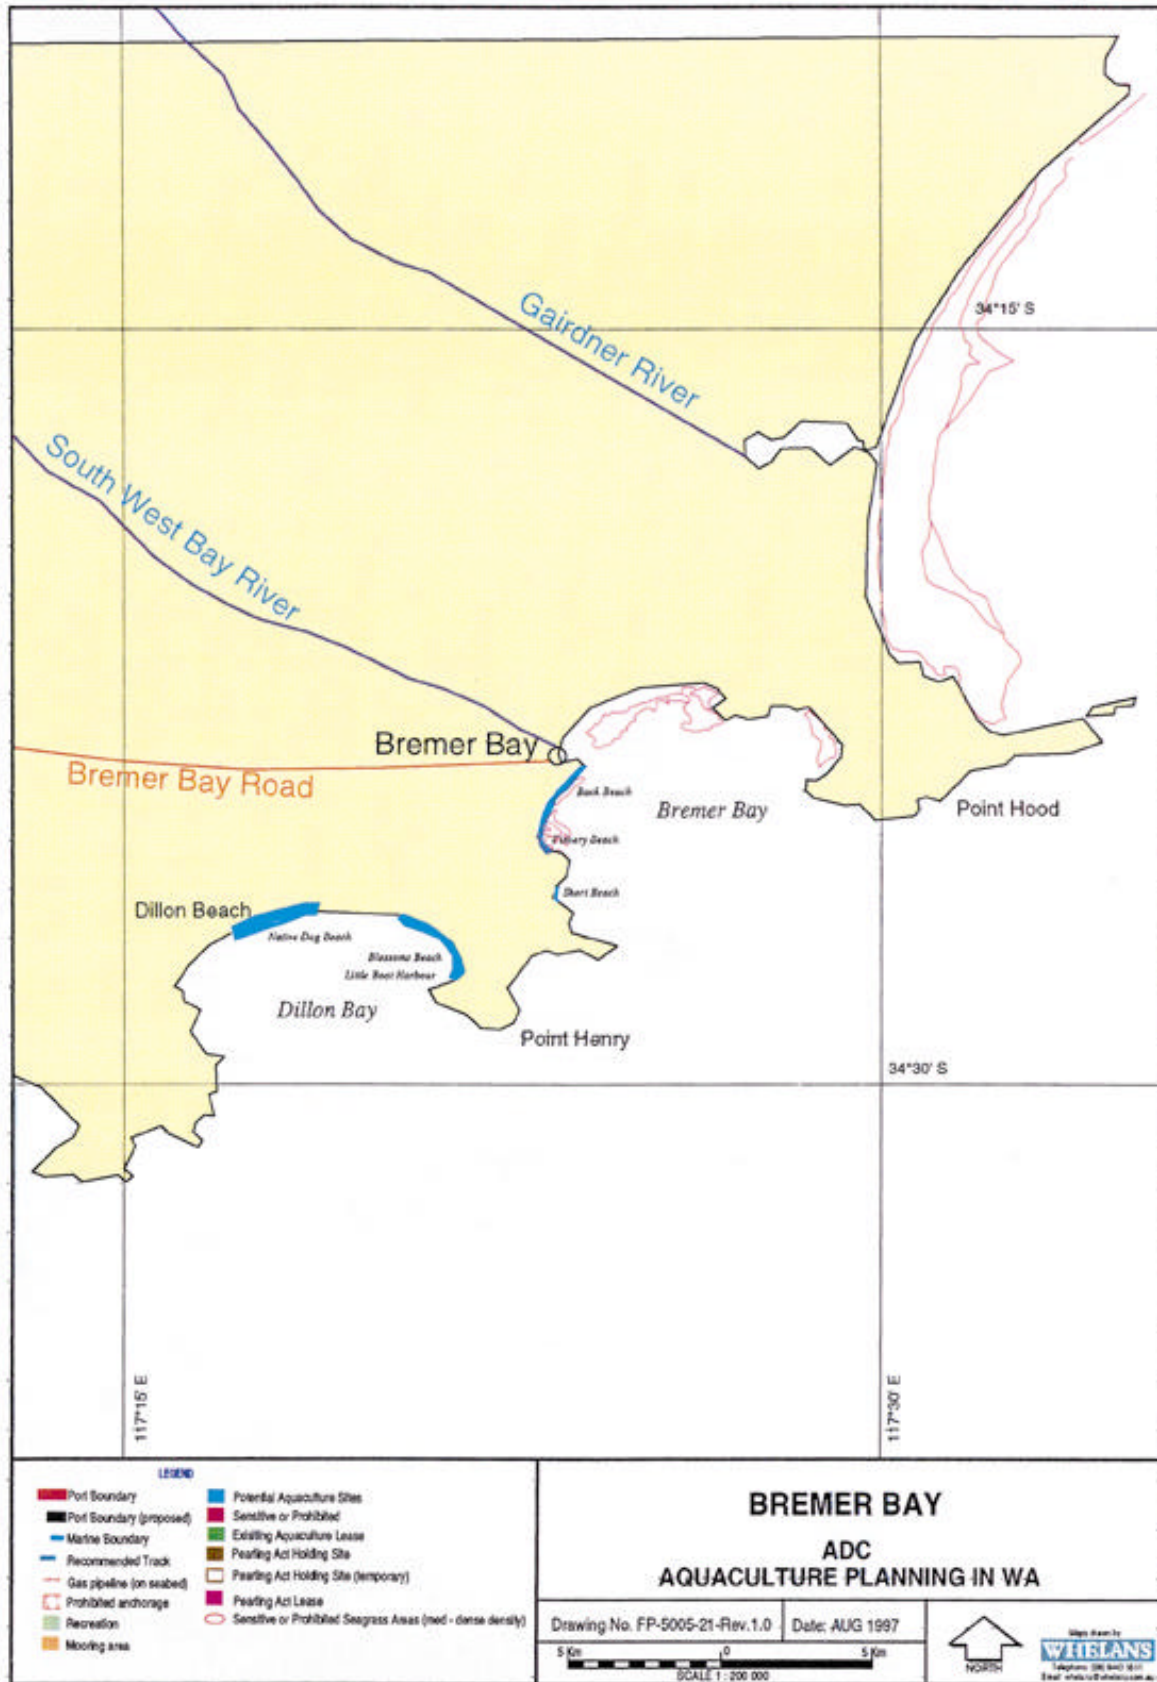 34°15' S
Gairdner River
South West Bay River
Bremer Bay
Bremer Bay Road
Back Beach
Bremer Bay
Point Hood
Fishery Beach
Short Beach
Dillon Beach
Native Dog Beach
Blossoms Beach
Little Boat Harbour
Dillon Bay
Point Henry
34°30' S
117°15' E
117°30' E
LEGEND
Port Boundary
Port Boundary (proposed)
Marine Boundary
Recommended Track
Gas pipeline (on seabed)
Prohibited anchorage
Recreation
Mooring area
Potential Aquaculture Sites
Sensitive or Prohibited
Existing Aquaculture Lease
Pearling Act Holding Site
Pearling Act Holding Site (temporary)
Pearling Act Lease
Sensitive or Prohibited Seagrass Areas (med - dense density)
BREMER BAY
ADC
AQUACULTURE PLANNING IN WA
Drawing No. FP-5005-21-Rev.1.0
Date: AUG 1997
5 Km 0 5 Km
SCALE 1 : 200 000
NORTH
Maps drawn by
WHELANS